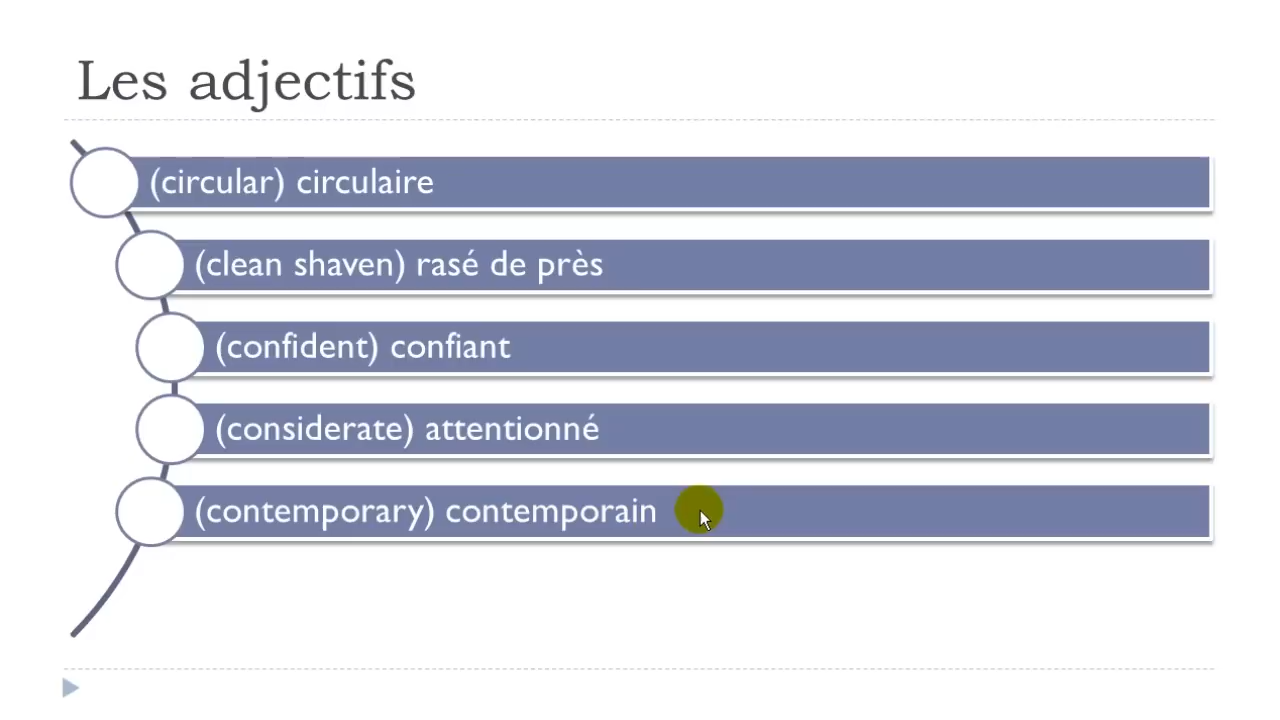 Les adjectifs
(circular) circulaire
(clean shaven) rasé de près
(confident) confiant
(considerate) attentionné
(contemporary) contemporain